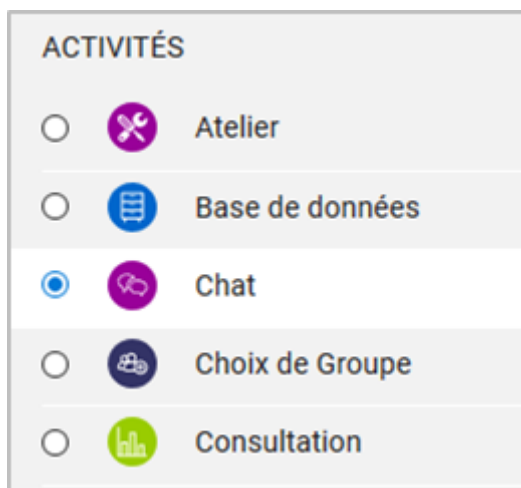 ACTIVITÉS
Atelier
Base de données
Chat
Choix de Groupe
Consultation